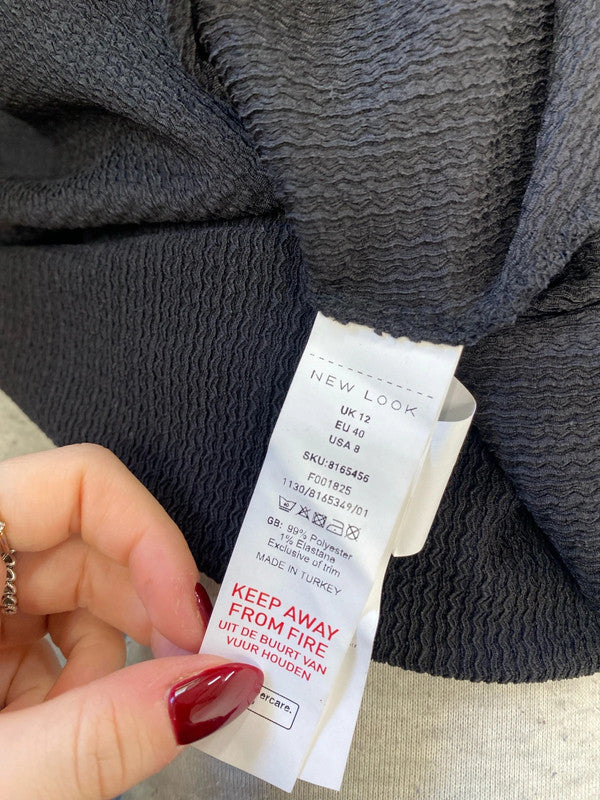 NEW LOOK
UK 12
EU 40
USA 8
SKU:8165456
F001825
1130/8165349/01
GB: 99% Polyester
1% Elastane
Exclusive of trim
MADE IN TURKEY
KEEP AWAY
FROM FIRE
UIT DE BUURT VAN
VUUR HOUDEN
ercare.